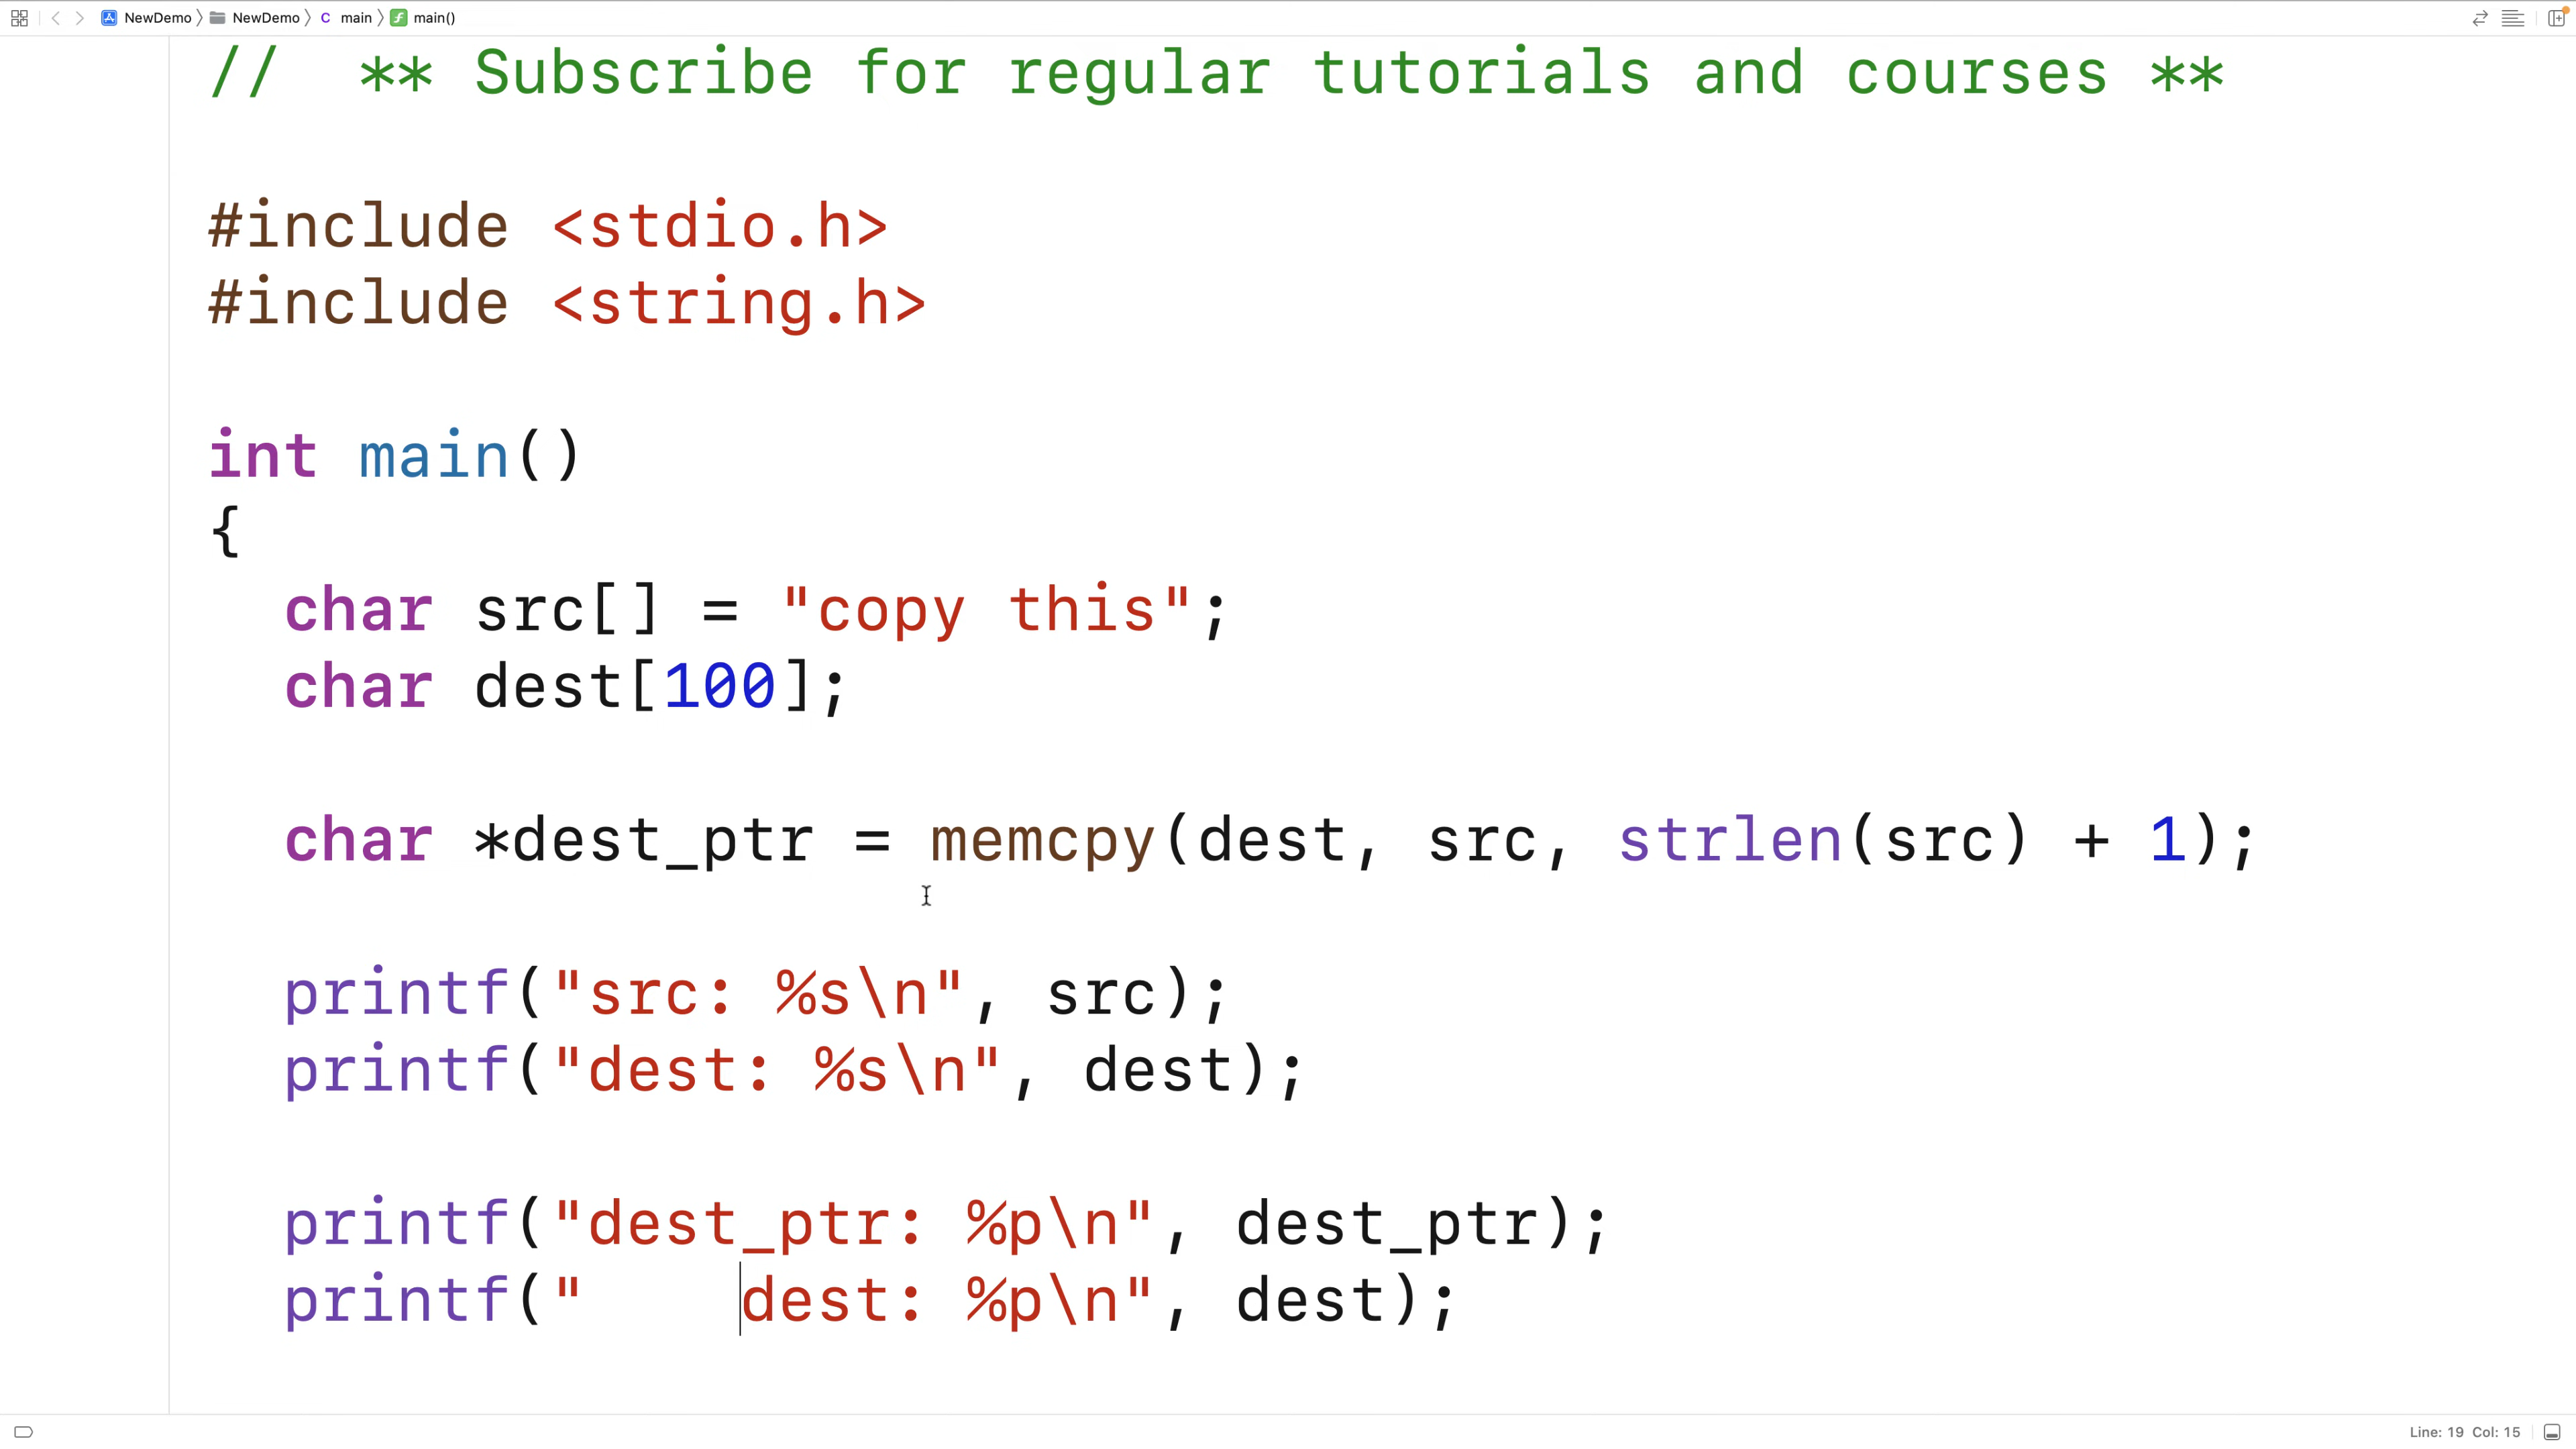 NewDemo NewDemo C main f main()
// ** Subscribe for regular tutorials and courses **
#include <stdio.h>
#include <string.h>
int main()
{
char src[] = "copy this";
char dest[100];
char *dest_ptr = memcpy(dest, src, strlen(src) + 1);
printf("src: %s\n", src);
printf("dest: %s\n", dest);
printf("dest_ptr: %p\n", dest_ptr);
printf("    dest: %p\n", dest);
Line: 19 Col: 15